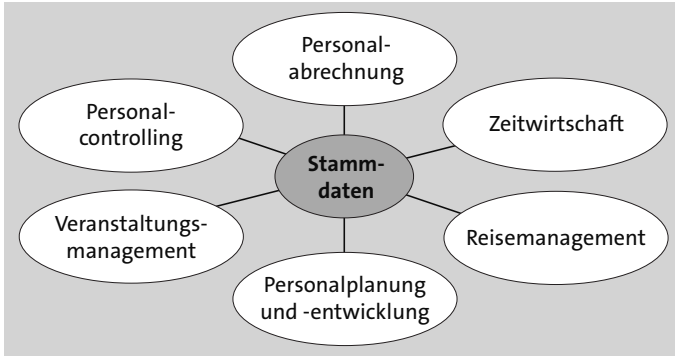 Personal-
abrechnung
Personal-
controlling
Zeitwirtschaft
Stamm-
daten
Veranstaltungs-
management
Reisemanagement
Personalplanung
und -entwicklung